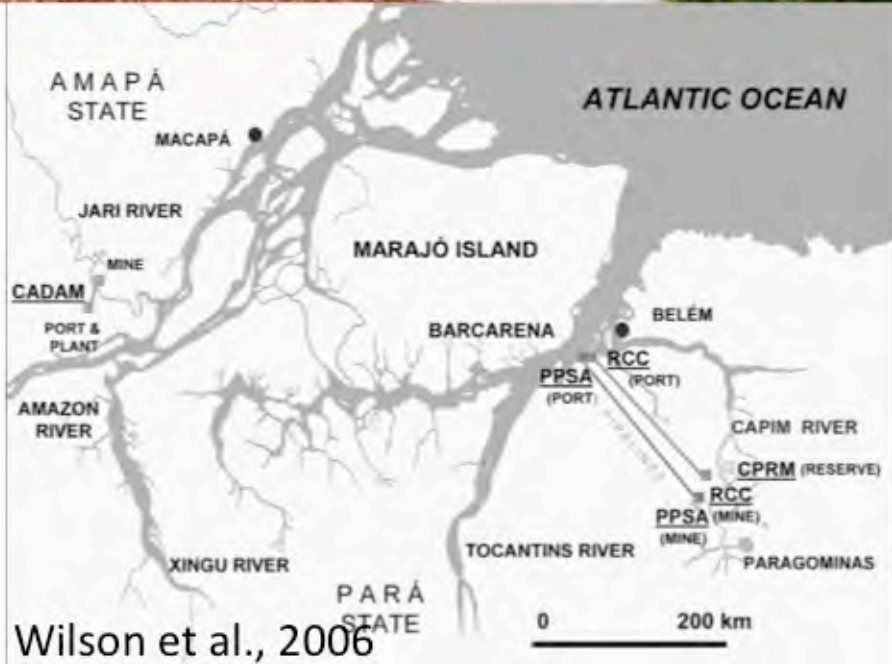 AMAPÁ
STATE
ATLANTIC OCEAN
MACAPÁ
JARI RIVER
MINE
CADAM
PORT &
PLANT
MARAJÓ ISLAND
BARCARENA
BELÉM
PPSA
(PORT)
RCC
(PORT)
AMAZON
RIVER
CAPIM RIVER
CPRM (RESERVE)
RCC
(MINE)
PPSA
(MINE)
PARAGOMINAS
XINGU RIVER
TOCANTINS RIVER
PARÁ
STATE
0 200 km
Wilson et al., 2006